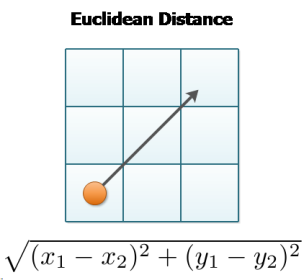 Euclidean Distance
√(x₁ − x₂)² + (y₁ − y₂)²